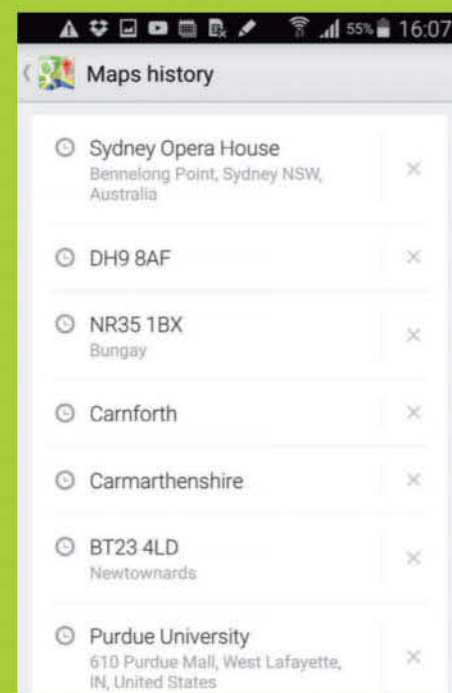 55% 16:07
Maps history
Sydney Opera House
Bennelong Point, Sydney NSW,
Australia
DH9 8AF
NR35 1BX
Bungay
Carnforth
Carmarthenshire
BT23 4LD
Newtownards
Purdue University
610 Purdue Mall, West Lafayette,
IN, United States